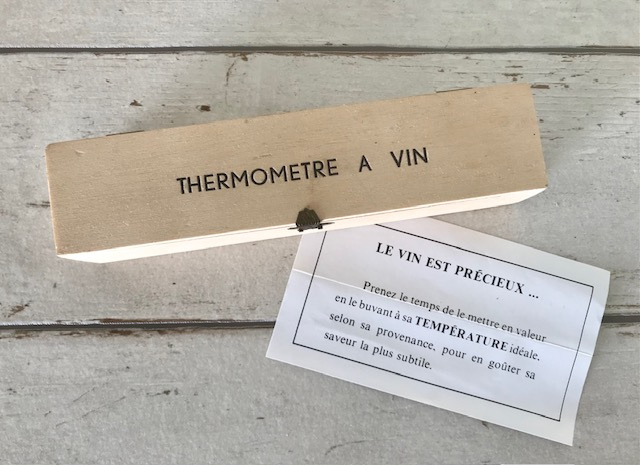 THERMOMETRE A VIN
LE VIN EST PRÉCIEUX ...
Prenez le temps de le mettre en valeur
en le buvant à sa TEMPÉRATURE idéale,
selon sa provenance, pour en goûter sa
saveur la plus subtile.